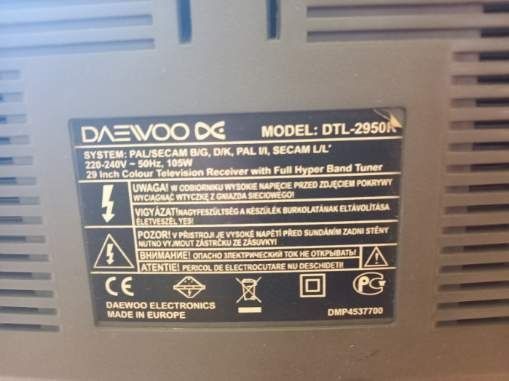 DAEWOO MODEL: DTL-2950K
SYSTEM: PAL/SECAM B/G, D/K, PAL I/I, SECAM L/L'
220-240V ~ 50Hz, 105W
29 Inch Colour Television Receiver with Full Hyper Band Tuner
UWAGA! W ODBIORNIKU WYSOKIE NAPIĘCIE PRZED ZDJĘCIEM POKRYWY
WYCIĄGNĄĆ WTYCZKĘ Z GNIAZDA SIECIOWEGO!
VIGYÁZAT! NAGYFESZÜLTSÉG A KÉSZÜLÉK BURKOLATÁNAK ELTÁVOLÍTÁSA
ÉLETVESZÉLYES!
POZOR! V PŘÍSTROJI JE VYSOKÉ NAPĚTÍ PŘED SUNDÁNÍM ZADNÍ STĚNY
NUTNO VYJMOUT ZÁSTRČKU ZE ZÁSUVKY!
ВНИМАНИЕ! ОПАСНО ЭЛЕКТРИЧЕСКИЙ ТОК НЕ ОТКРЫВАТЬ!
ATENTIE! PERICOL DE ELECTROCUTARE NU DESCHIDETI!
CE
DAEWOO ELECTRONICS
MADE IN EUROPE
DMP4537700